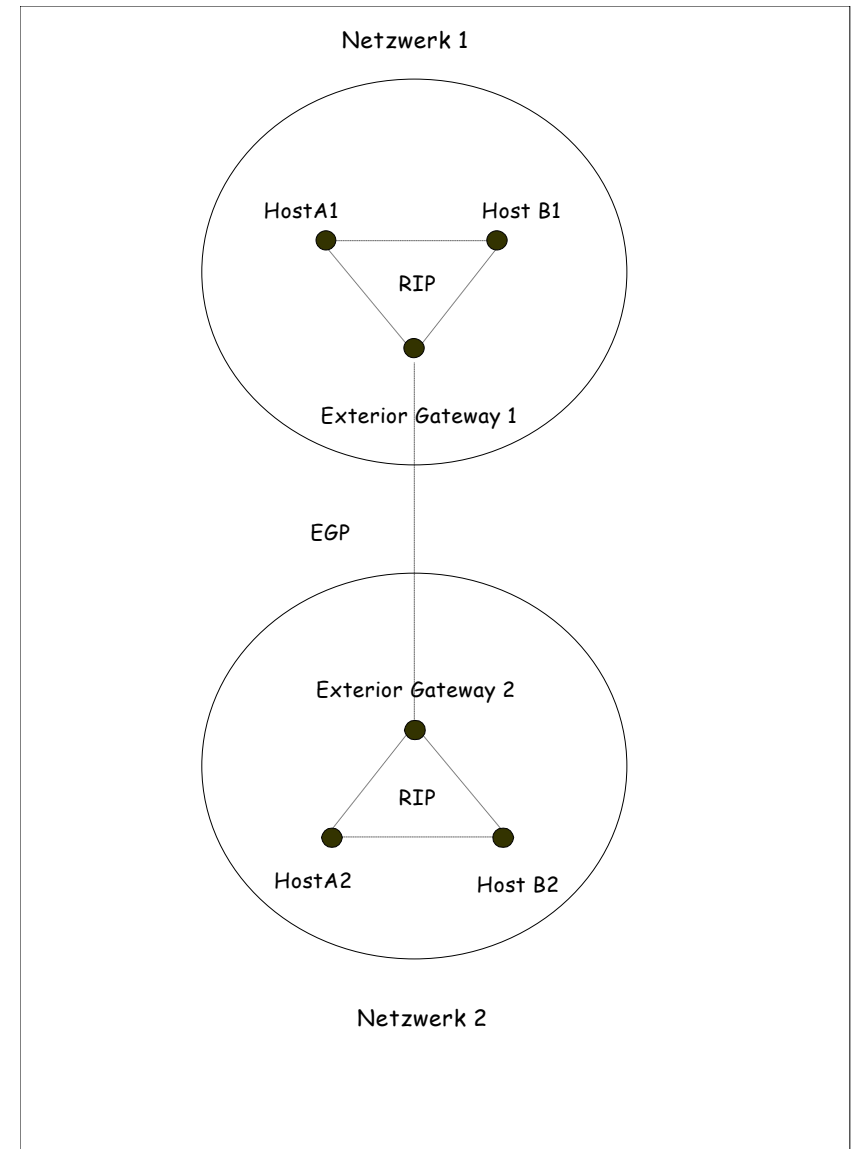 Netzwerk 1
HostA1 Host B1
RIP
Exterior Gateway 1
EGP
Exterior Gateway 2
RIP
HostA2 Host B2
Netzwerk 2